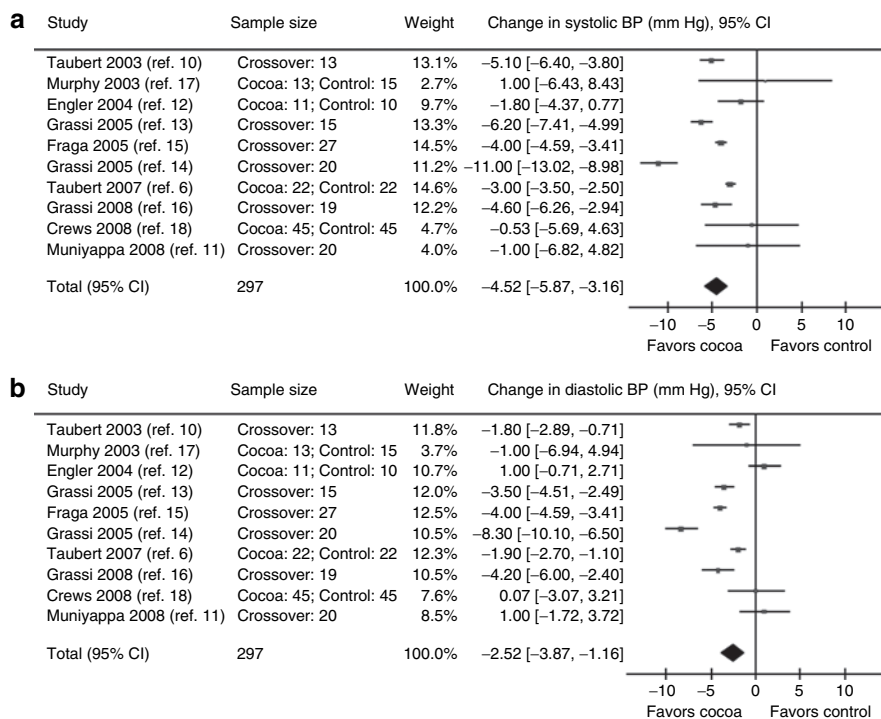 a Study Sample size Weight Change in systolic BP (mm Hg), 95% CI
Taubert 2003 (ref. 10) Crossover: 13 13.1% −5.10 [−6.40, −3.80]
Murphy 2003 (ref. 17) Cocoa: 13; Control: 15 2.7% 1.00 [−6.43, 8.43]
Engler 2004 (ref. 12) Cocoa: 11; Control: 10 9.7% −1.80 [−4.37, 0.77]
Grassi 2005 (ref. 13) Crossover: 15 13.3% −6.20 [−7.41, −4.99]
Fraga 2005 (ref. 15) Crossover: 27 14.5% −4.00 [−4.59, −3.41]
Grassi 2005 (ref. 14) Crossover: 20 11.2% −11.00 [−13.02, −8.98]
Taubert 2007 (ref. 6) Cocoa: 22; Control: 22 14.6% −3.00 [−3.50, −2.50]
Grassi 2008 (ref. 16) Crossover: 19 12.2% −4.60 [−6.26, −2.94]
Crews 2008 (ref. 18) Cocoa: 45; Control: 45 4.7% −0.53 [−5.69, 4.63]
Muniyappa 2008 (ref. 11) Crossover: 20 4.0% −1.00 [−6.82, 4.82]
Total (95% CI) 297 100.0% −4.52 [−5.87, −3.16]
−10 −5 0 5 10
Favors cocoa Favors control
b Study Sample size Weight Change in diastolic BP (mm Hg), 95% CI
Taubert 2003 (ref. 10) Crossover: 13 11.8% −1.80 [−2.89, −0.71]
Murphy 2003 (ref. 17) Cocoa: 13; Control: 15 3.7% −1.00 [−6.94, 4.94]
Engler 2004 (ref. 12) Cocoa: 11; Control: 10 10.7% 1.00 [−0.71, 2.71]
Grassi 2005 (ref. 13) Crossover: 15 12.0% −3.50 [−4.51, −2.49]
Fraga 2005 (ref. 15) Crossover: 27 12.5% −4.00 [−4.59, −3.41]
Grassi 2005 (ref. 14) Crossover: 20 10.5% −8.30 [−10.10, −6.50]
Taubert 2007 (ref. 6) Cocoa: 22; Control: 22 12.3% −1.90 [−2.70, −1.10]
Grassi 2008 (ref. 16) Crossover: 19 10.5% −4.20 [−6.00, −2.40]
Crews 2008 (ref. 18) Cocoa: 45; Control: 45 7.6% 0.07 [−3.07, 3.21]
Muniyappa 2008 (ref. 11) Crossover: 20 8.5% 1.00 [−1.72, 3.72]
Total (95% CI) 297 100.0% −2.52 [−3.87, −1.16]
−10 −5 0 5 10
Favors cocoa Favors control